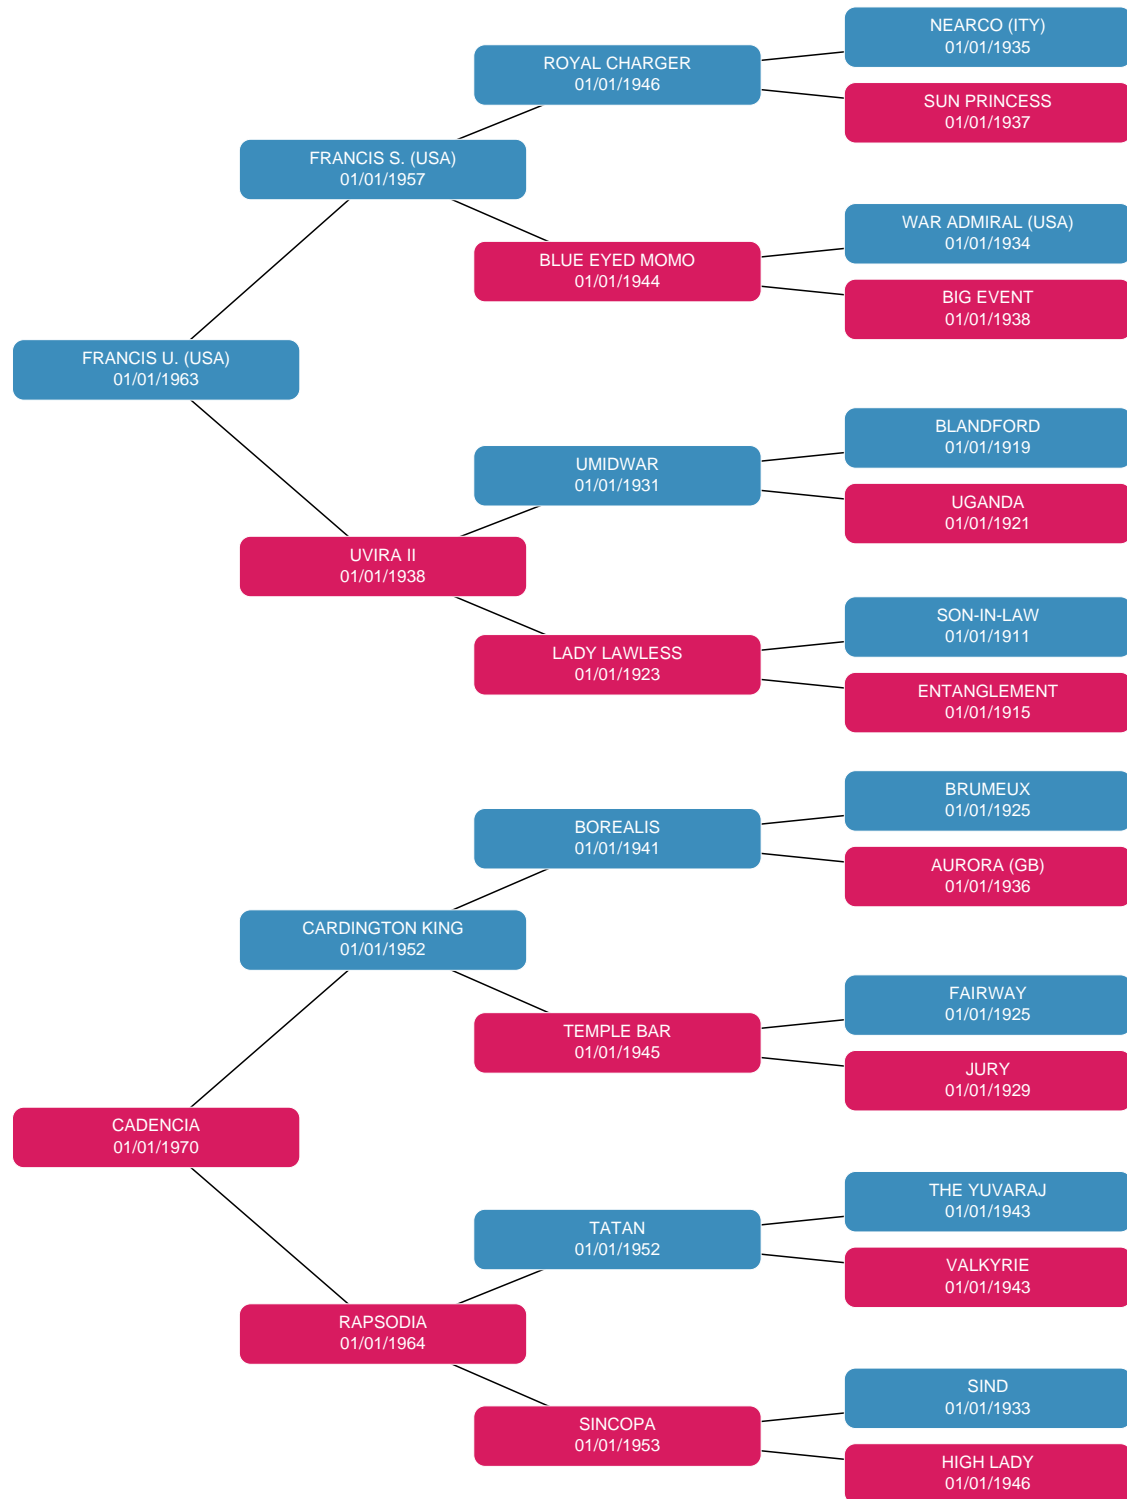 NEARCO (ITY)
01/01/1935
ROYAL CHARGER
01/01/1946
SUN PRINCESS
01/01/1937
FRANCIS S. (USA)
01/01/1957
WAR ADMIRAL (USA)
01/01/1934
BLUE EYED MOMO
01/01/1944
BIG EVENT
01/01/1938
FRANCIS U. (USA)
01/01/1963
BLANDFORD
01/01/1919
UMIDWAR
01/01/1931
UGANDA
01/01/1921
UVIRA II
01/01/1938
SON-IN-LAW
01/01/1911
LADY LAWLESS
01/01/1923
ENTANGLEMENT
01/01/1915
BRUMEUX
01/01/1925
BOREALIS
01/01/1941
AURORA (GB)
01/01/1936
CARDINGTON KING
01/01/1952
FAIRWAY
01/01/1925
TEMPLE BAR
01/01/1945
JURY
01/01/1929
CADENCIA
01/01/1970
THE YUVARAJ
01/01/1943
TATAN
01/01/1952
VALKYRIE
01/01/1943
RAPSODIA
01/01/1964
SIND
01/01/1933
SINCOPA
01/01/1953
HIGH LADY
01/01/1946